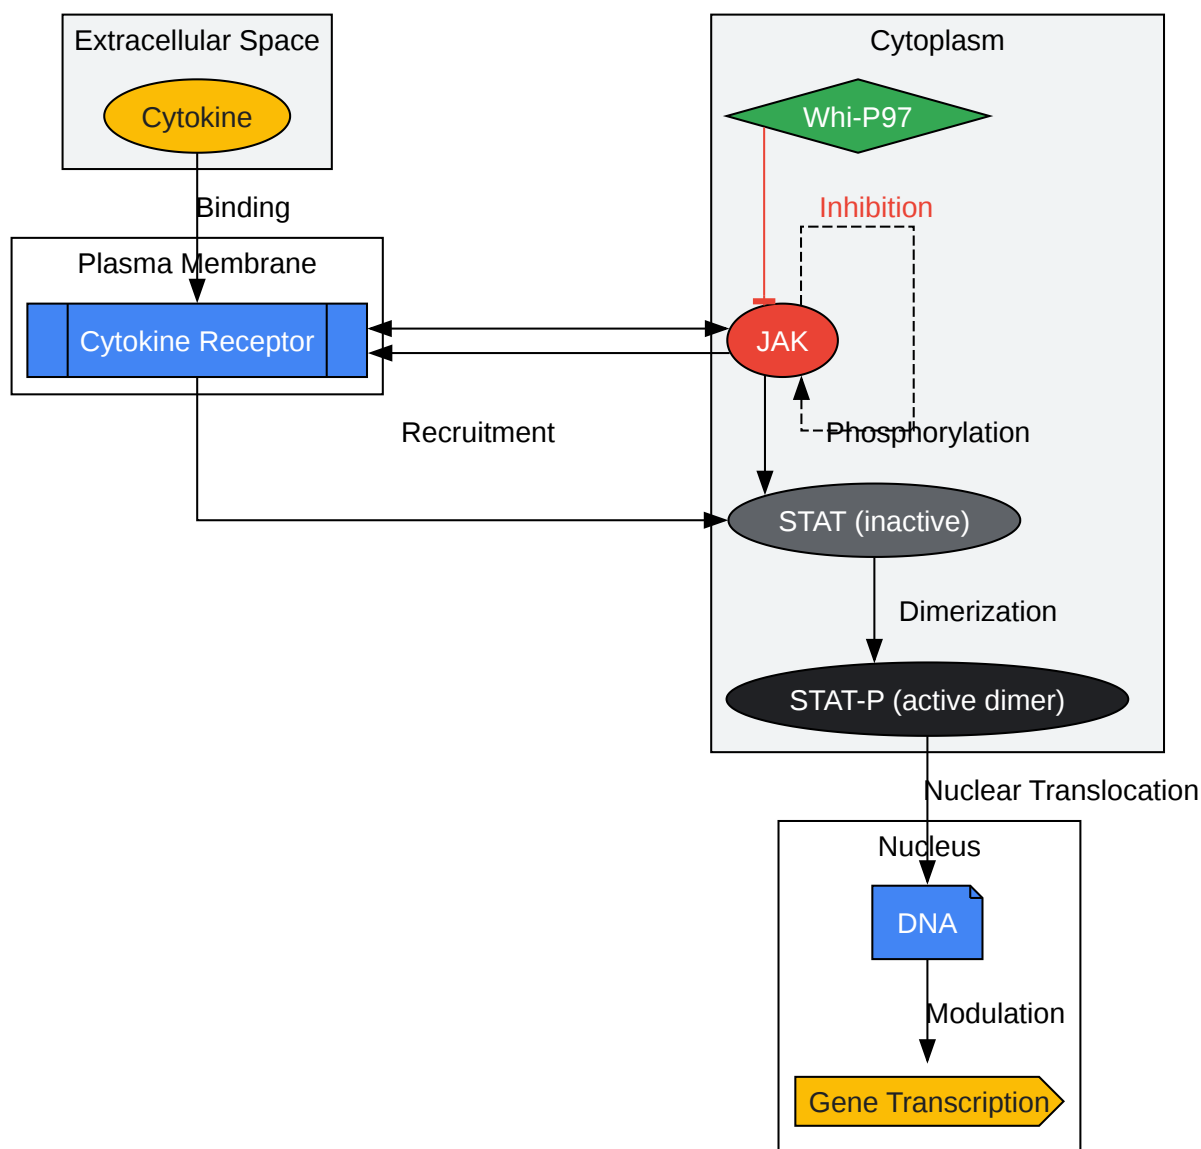 Extracellular Space
Cytoplasm
Cytokine
Whi-P97
Binding
Inhibition
Plasma Membrane
Cytokine Receptor
JAK
Recruitment
Phosphorylation
STAT (inactive)
Dimerization
STAT-P (active dimer)
Nuclear Translocation
Nucleus
DNA
Modulation
Gene Transcription